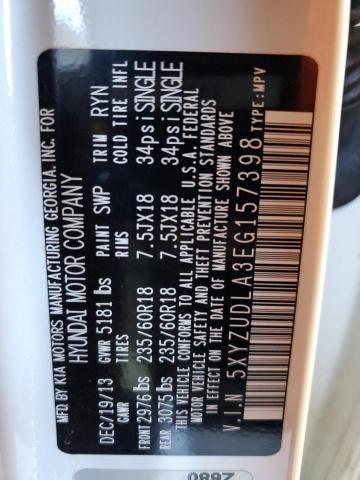 MFD.BY KIA MOTORS MANUFACTURING GEORGIA, INC. FOR
HYUNDAI MOTOR COMPANY
DEC/19/13 GVWR 5181 lbs PAINT SWP TRIM RYN
GAWR TIRES RIMS COLD TIRE INFL
FRONT 2976 lbs 235/60R18 7.5JX18 34psi SINGLE
REAR 3075 lbs 235/60R18 7.5JX18 34psi SINGLE
THIS VEHICLE CONFORMS TO ALL APPLICABLE U.S.A. FEDERAL
MOTOR VEHICLE SAFETY AND THEFT PREVENTION STANDARDS
IN EFFECT ON THE DATE OF MANUFACTURE SHOWN ABOVE
V.I.N 5XYZUDLA3EG157398 TYPE:MPV